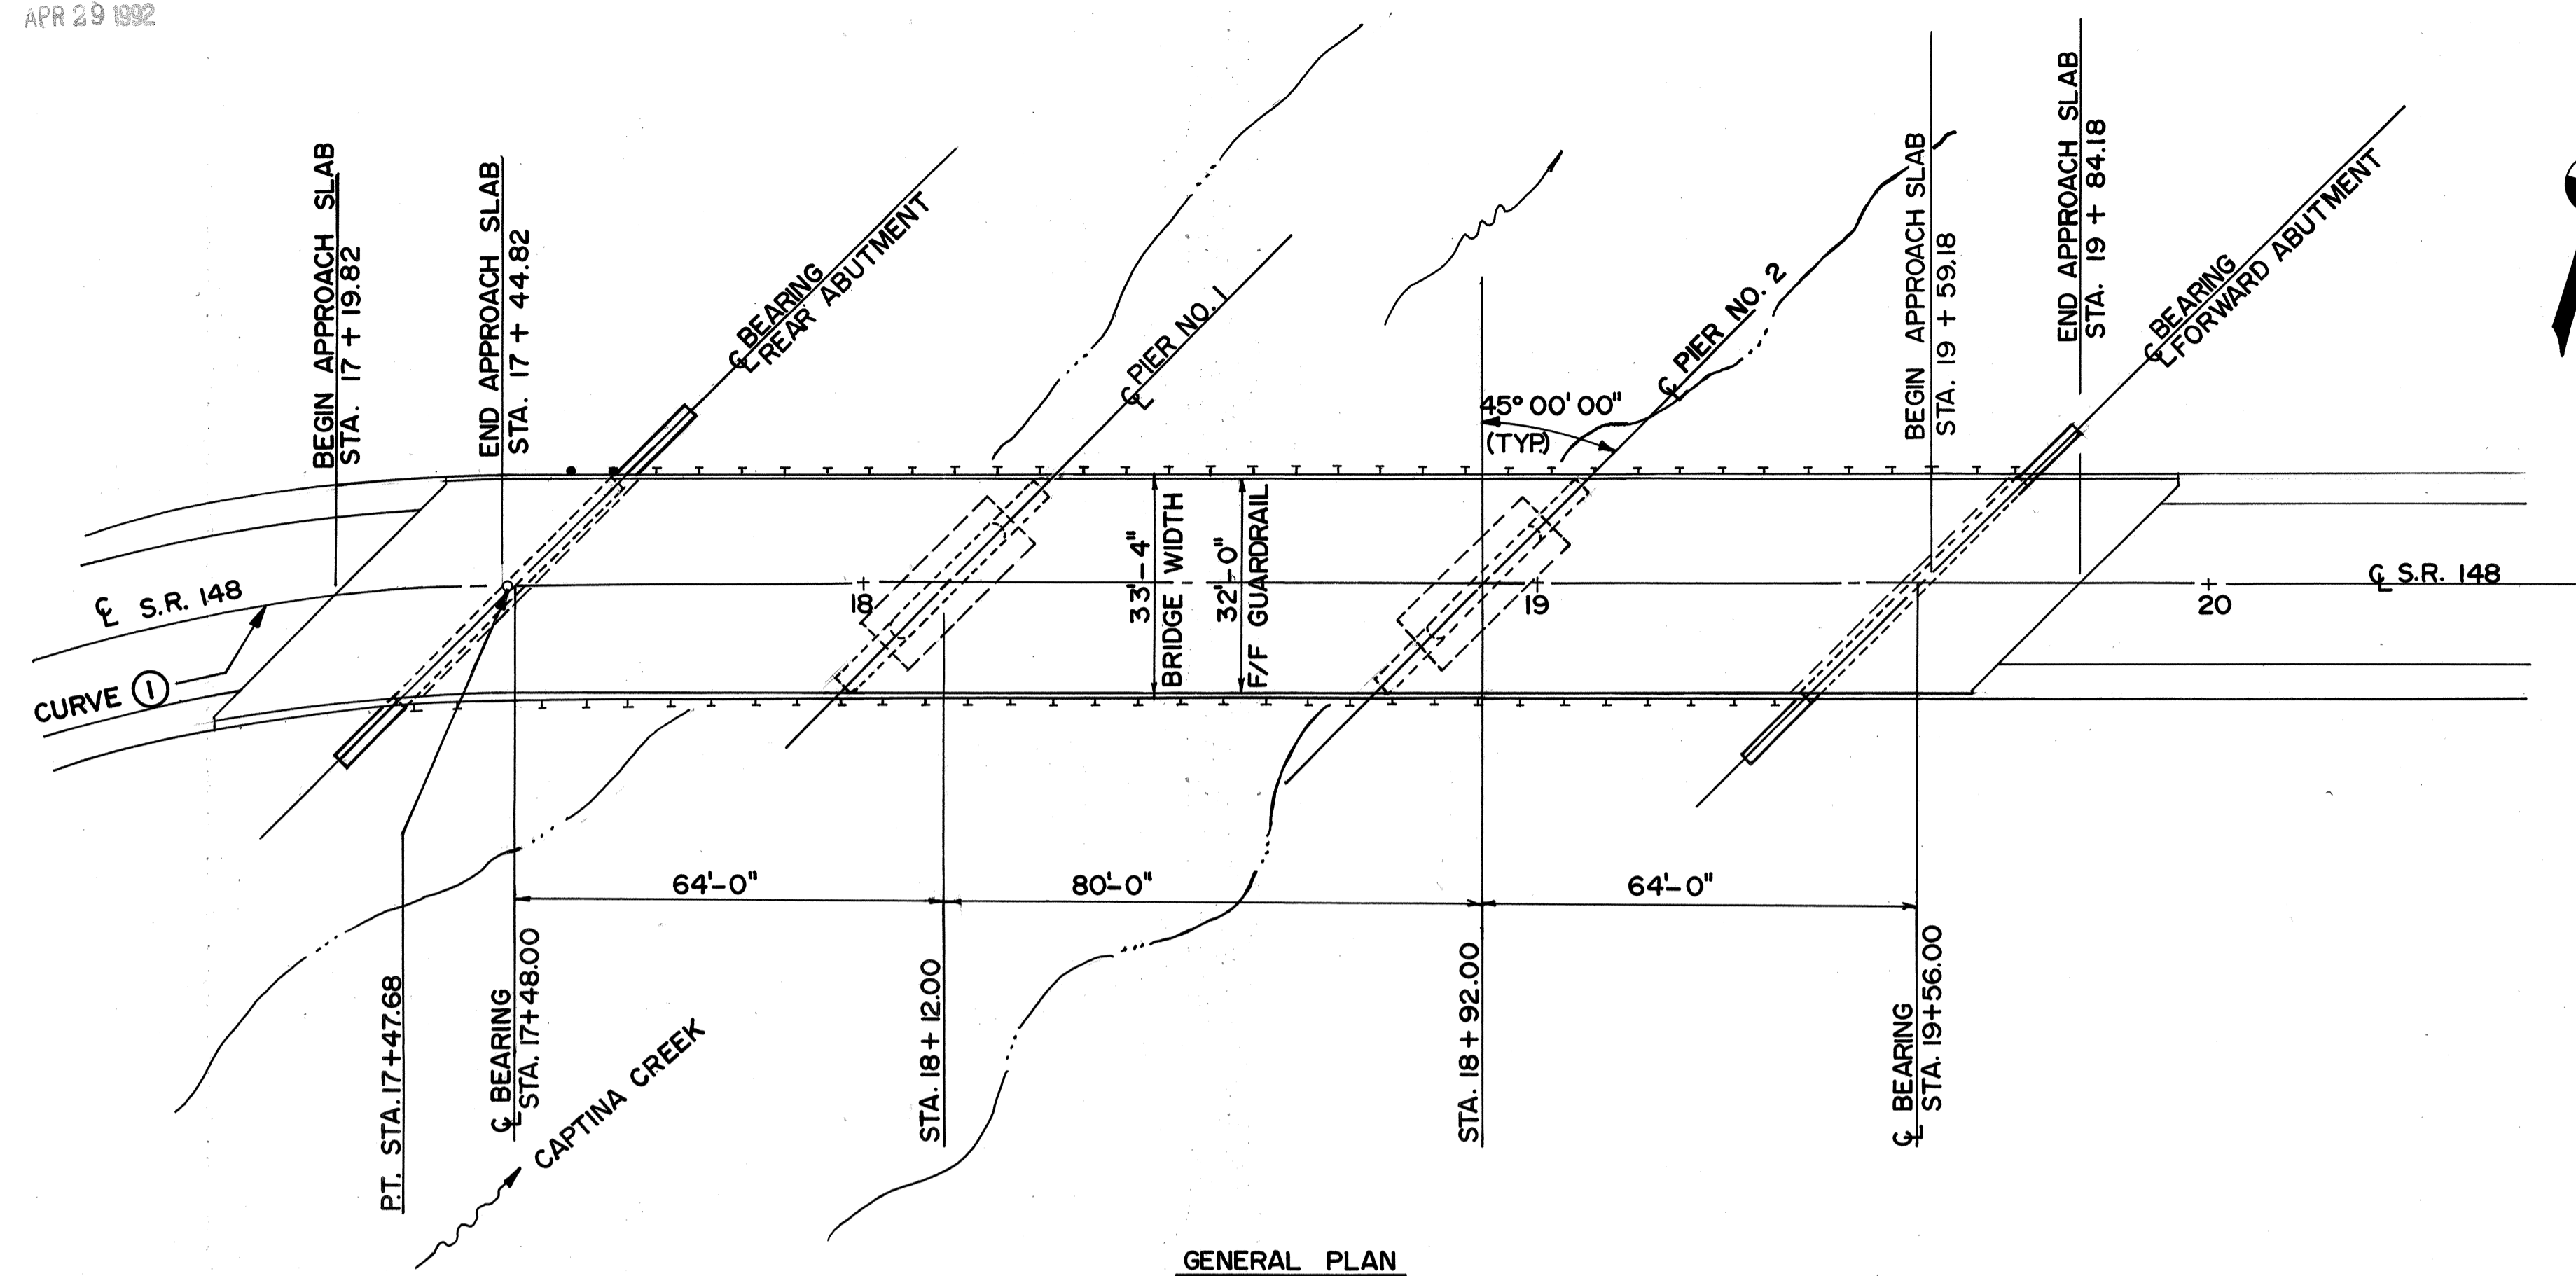 APR 29 1992
BEGIN APPROACH SLAB
STA. 17 + 19.82
END APPROACH SLAB
STA. 17 + 44.82
℄ BEARING
REAR ABUTMENT
℄ PIER NO. 1
45° 00' 00"
(TYP.)
℄ PIER NO. 2
BEGIN APPROACH SLAB
STA. 19 + 59.18
END APPROACH SLAB
STA. 19 + 84.18
℄ BEARING
FORWARD ABUTMENT
℄ S.R. 148
CURVE 1
18
33'-4"
BRIDGE WIDTH
32'-0"
F/F GUARDRAIL
19
20
℄ S.R. 148
64'-0"
80'-0"
64'-0"
P.T. STA. 17+47.68
℄ BEARING
STA. 17+48.00
CAPTINA CREEK
STA. 18+12.00
STA. 18+92.00
℄ BEARING
STA. 19+56.00
GENERAL PLAN